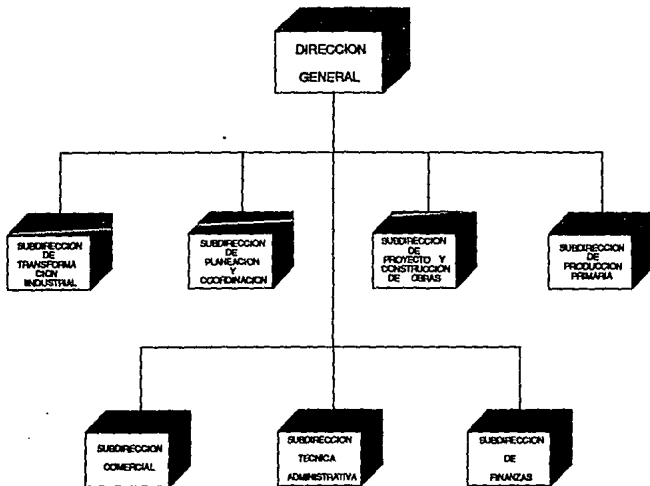 DIRECCION
GENERAL
SUBDIRECCION
DE
TRANSFORMA
CION
INDUSTRIAL
SUBDIRECCION
DE
PLANEACION
Y
COORDINACION
SUBDIRECCION
DE
PROYECTO Y
CONSTRUCCION
DE OBRAS
SUBDIRECCION
DE
PRODUCCION
PRIMARIA
SUBDIRECCION
COMERCIAL
SUBDIRECCION
TECNICA
ADMINISTRATIVA
SUBDIRECCION
DE
FINANZAS